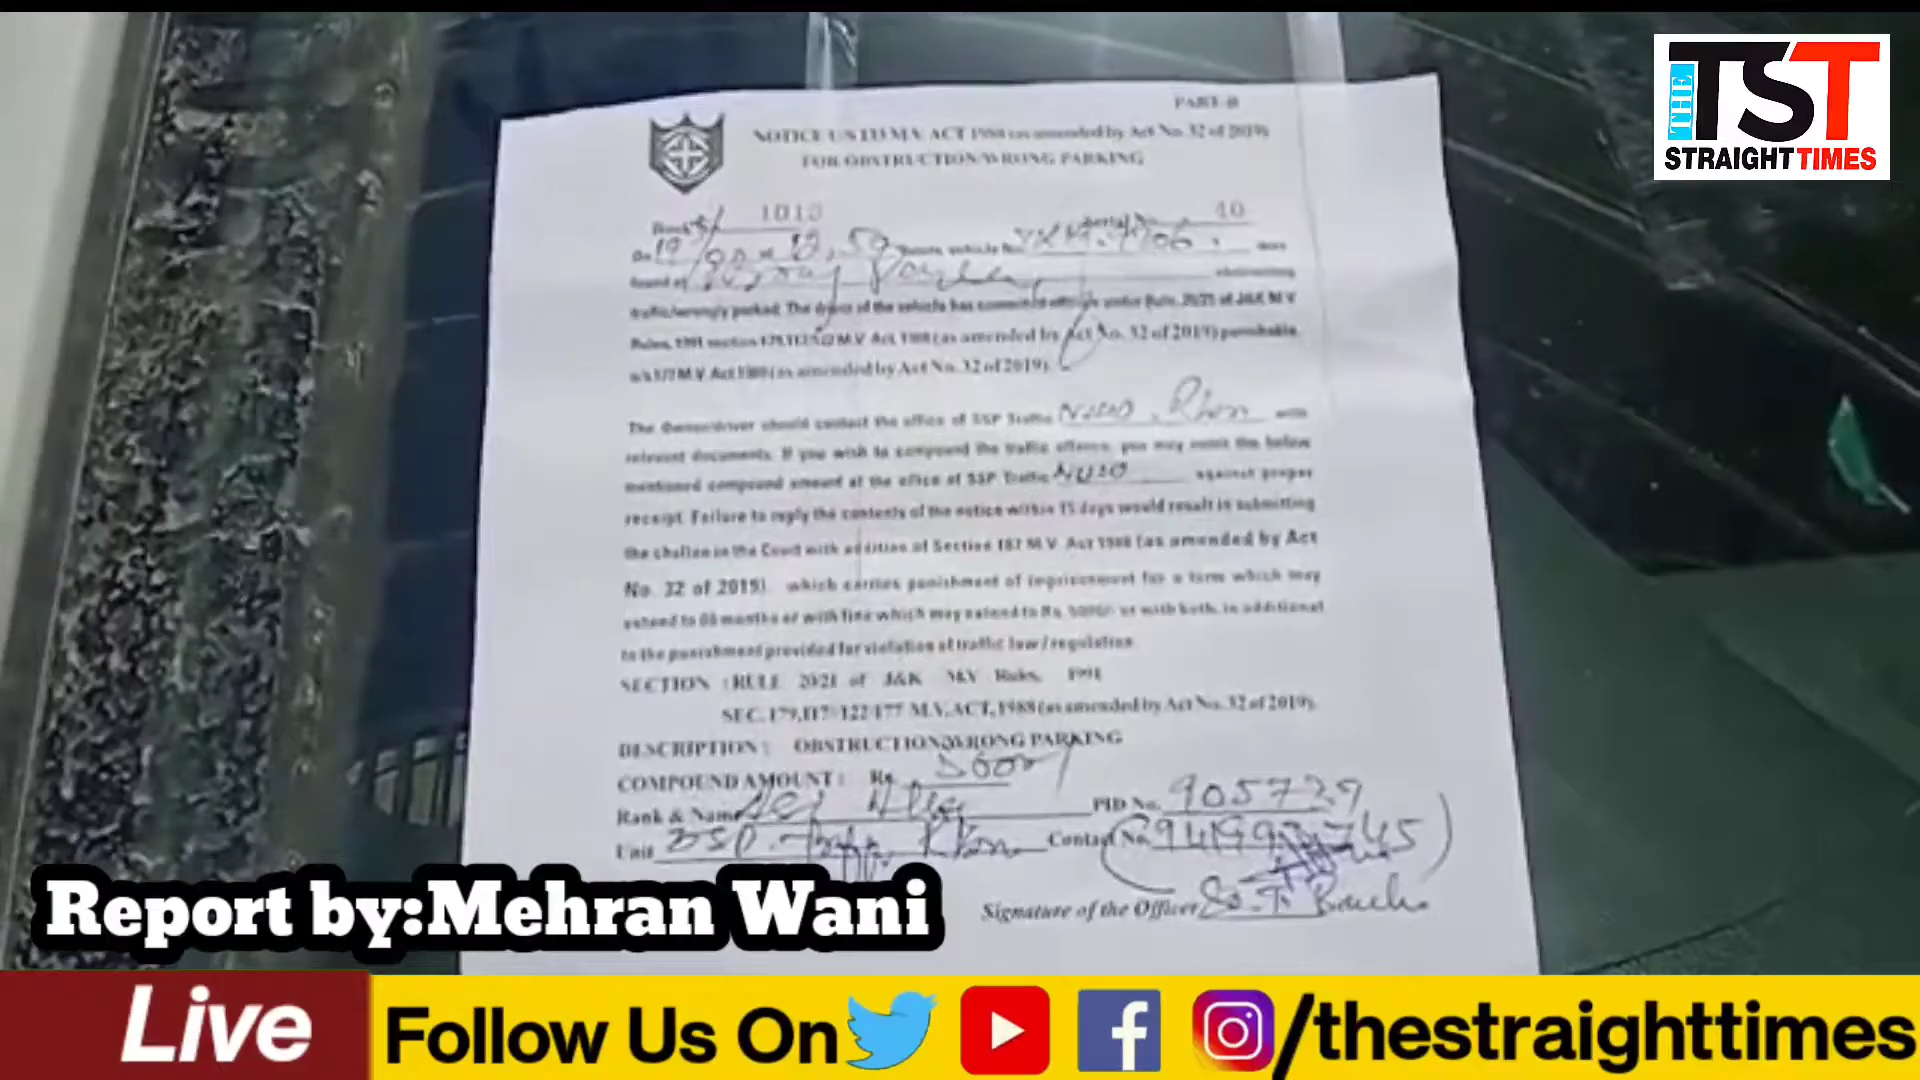 THE TST
STRAIGHT TIMES
PART-B
NOTICE U/S 133 M.V. ACT 1988 (as amended by Act No. 32 of 2019)
FOR OBSTRUCTION/WRONG PARKING
Book 1013 Serial No. 40
On vehicle No. was
found at
traffic/wrongly parked. The driver of the vehicle has committed offence under Rule. 20/21 of J&K M.V
Rules, 1991 section 179,117/122 M.V Act, 1988 (as amended by Act No. 32 of 2019) punishable
u/s 177 M.V. Act 1988 (as amended by Act No. 32 of 2019).
The Owner/driver should contact the office of SSP Traffic with
relevant documents. If you wish to compound the traffic offence, you may remit the below
mentioned compound amount at the office of SSP Traffic against proper
receipt. Failure to reply the contents of the notice within 15 days would result in submitting
the challan in the Court with addition of Section 187 M.V. Act 1988 (as amended by Act
No. 32 of 2019). which carries punishment of imprisonment for a term which may
extend to 06 months or with fine which may extend to Rs. 5000/- or with both, in additional
to the punishment provided for violation of traffic law / regulation.
SECTION : RULE 20/21 of J&K M.V Rules, 1991
SEC. 179,117/122/177 M.V. ACT, 1988 (as amended by Act No. 32 of 2019).
DESCRIPTION : OBSTRUCTION/WRONG PARKING
COMPOUND AMOUNT : Rs.
Rank & Name PID No. 905729
Unit Contact No.
Signature of the Officer
Report by:Mehran Wani
Live Follow Us On /thestraighttimes